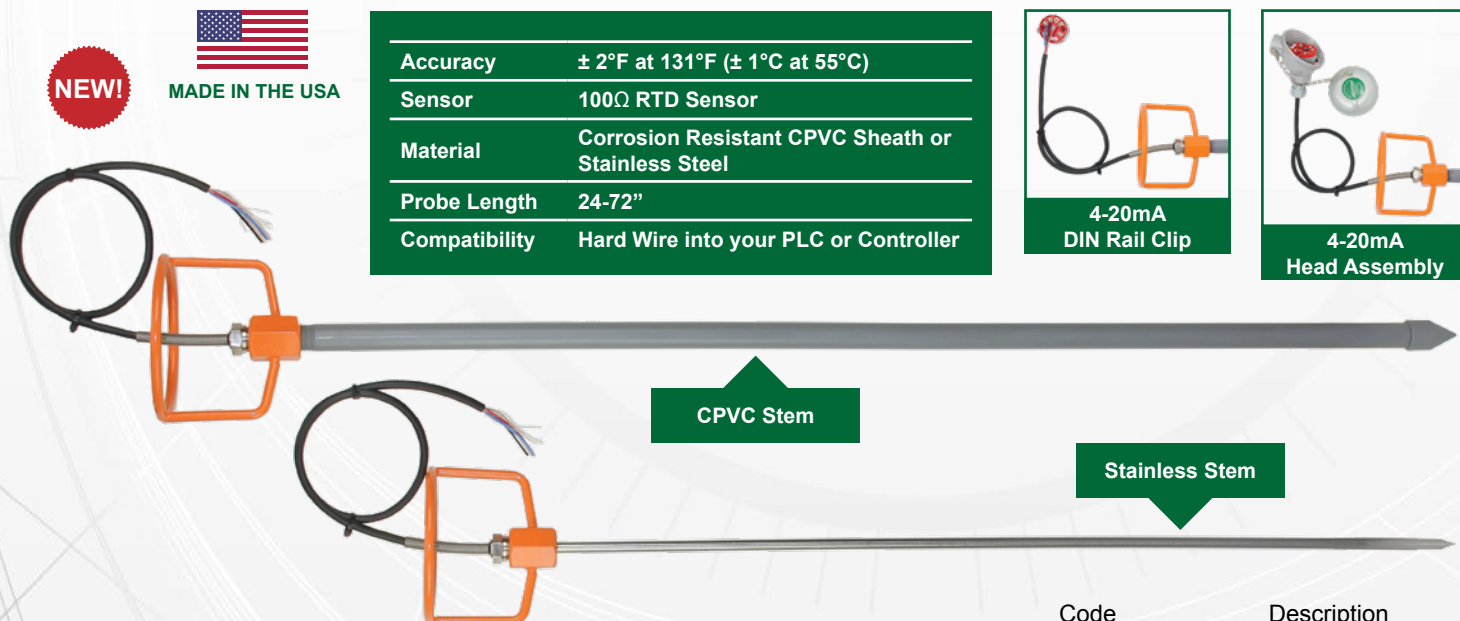 NEW!
MADE IN THE USA
Accuracy ± 2°F at 131°F (± 1°C at 55°C)
Sensor 100Ω RTD Sensor
Material Corrosion Resistant CPVC Sheath or
Stainless Steel
Probe Length 24-72”
Compatibility Hard Wire into your PLC or Controller
4-20mA
DIN Rail Clip
4-20mA
Head Assembly
CPVC Stem
Stainless Stem
Code Description